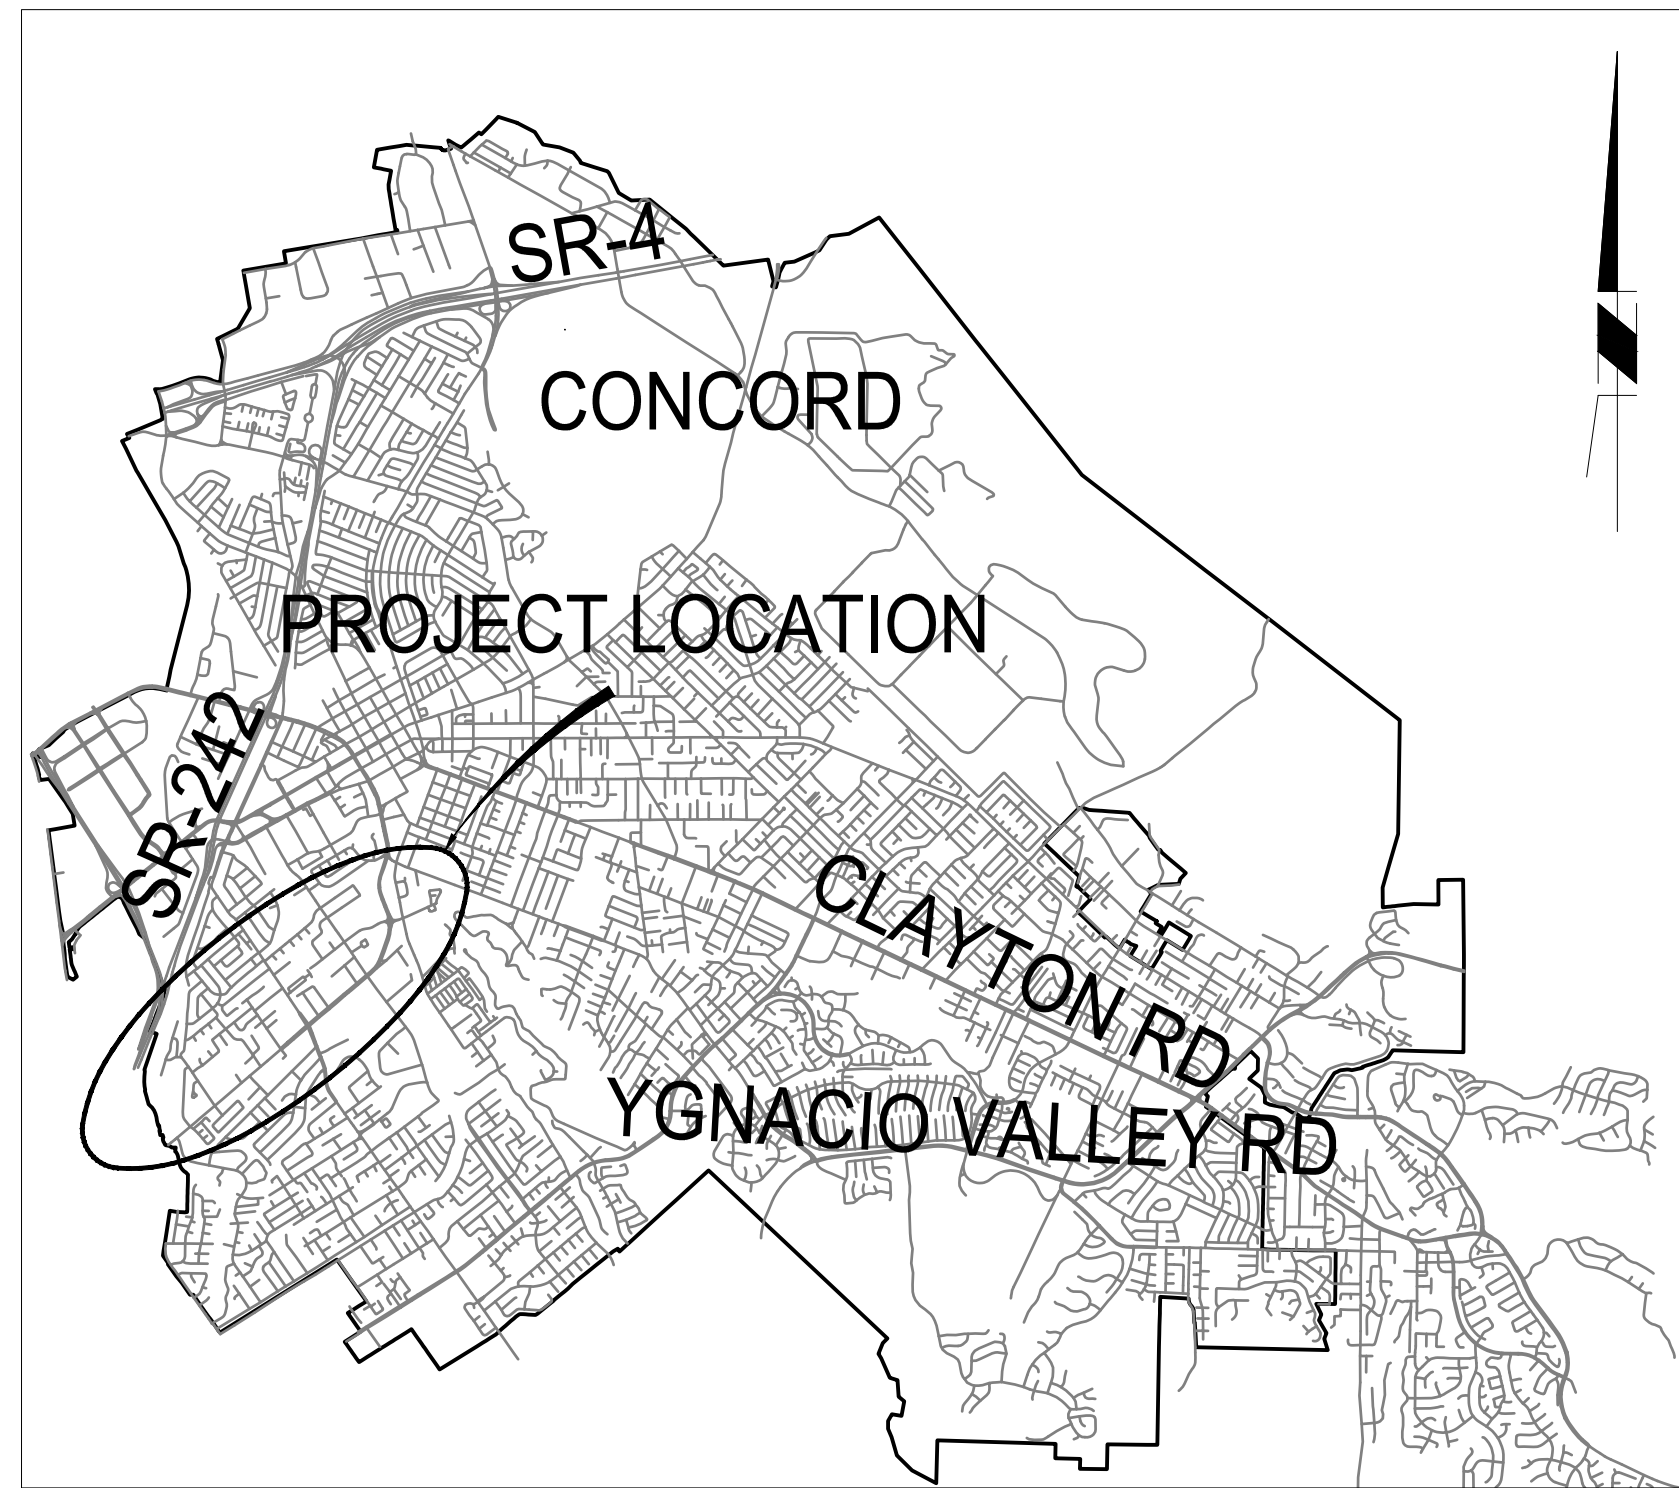 SR-4
CONCORD
PROJECT LOCATION
SR-242
CLAYTON RD
YGNACIO VALLEY RD